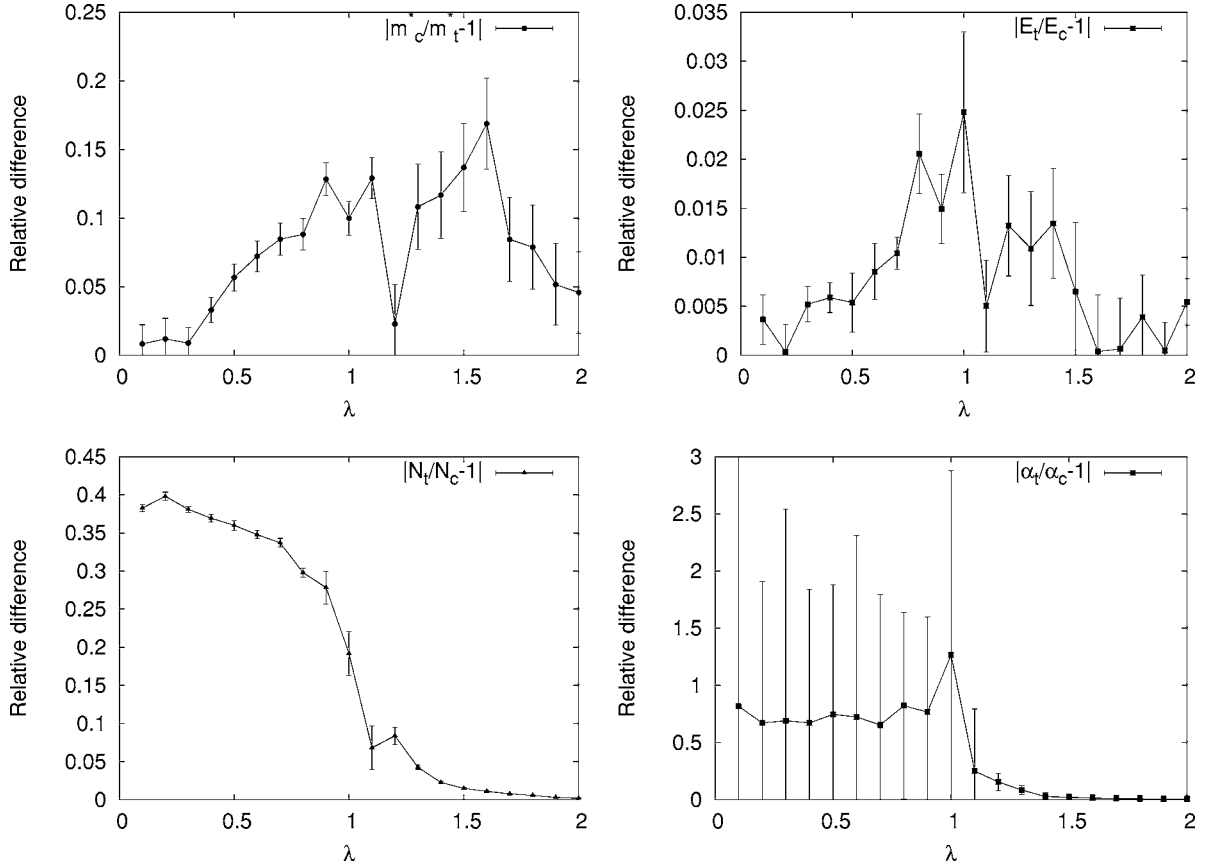 |m*c/m*t-1|
0.25
0.2
0.15
0.1
0.05
0
Relative difference
0 0.5 1 1.5 2
λ
|Et/Ec-1|
0.035
0.03
0.025
0.02
0.015
0.01
0.005
0
Relative difference
0 0.5 1 1.5 2
λ
|Nt/Nc-1|
0.45
0.4
0.35
0.3
0.25
0.2
0.15
0.1
0.05
0
Relative difference
0 0.5 1 1.5 2
λ
|αt/αc-1|
3
2.5
2
1.5
1
0.5
0
Relative difference
0 0.5 1 1.5 2
λ